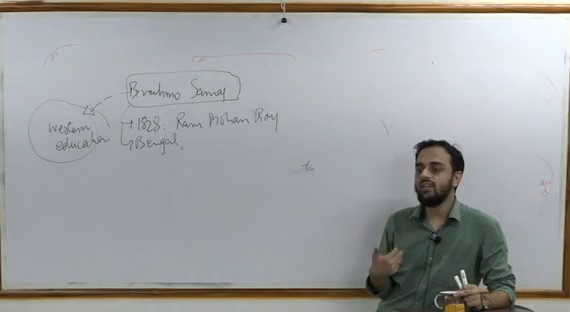 Brahmo Samaj
→ 1828. Ram Mohan Roy
→ Bengal.
Western
education